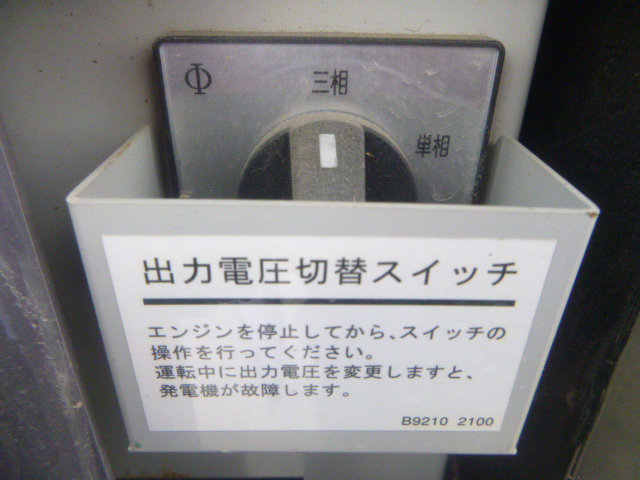 Φ
三相
単相
出力電圧切替スイッチ
エンジンを停止してから、スイッチの
操作を行ってください。
運転中に出力電圧を変更しますと、
発電機が故障します。
B9210 2100